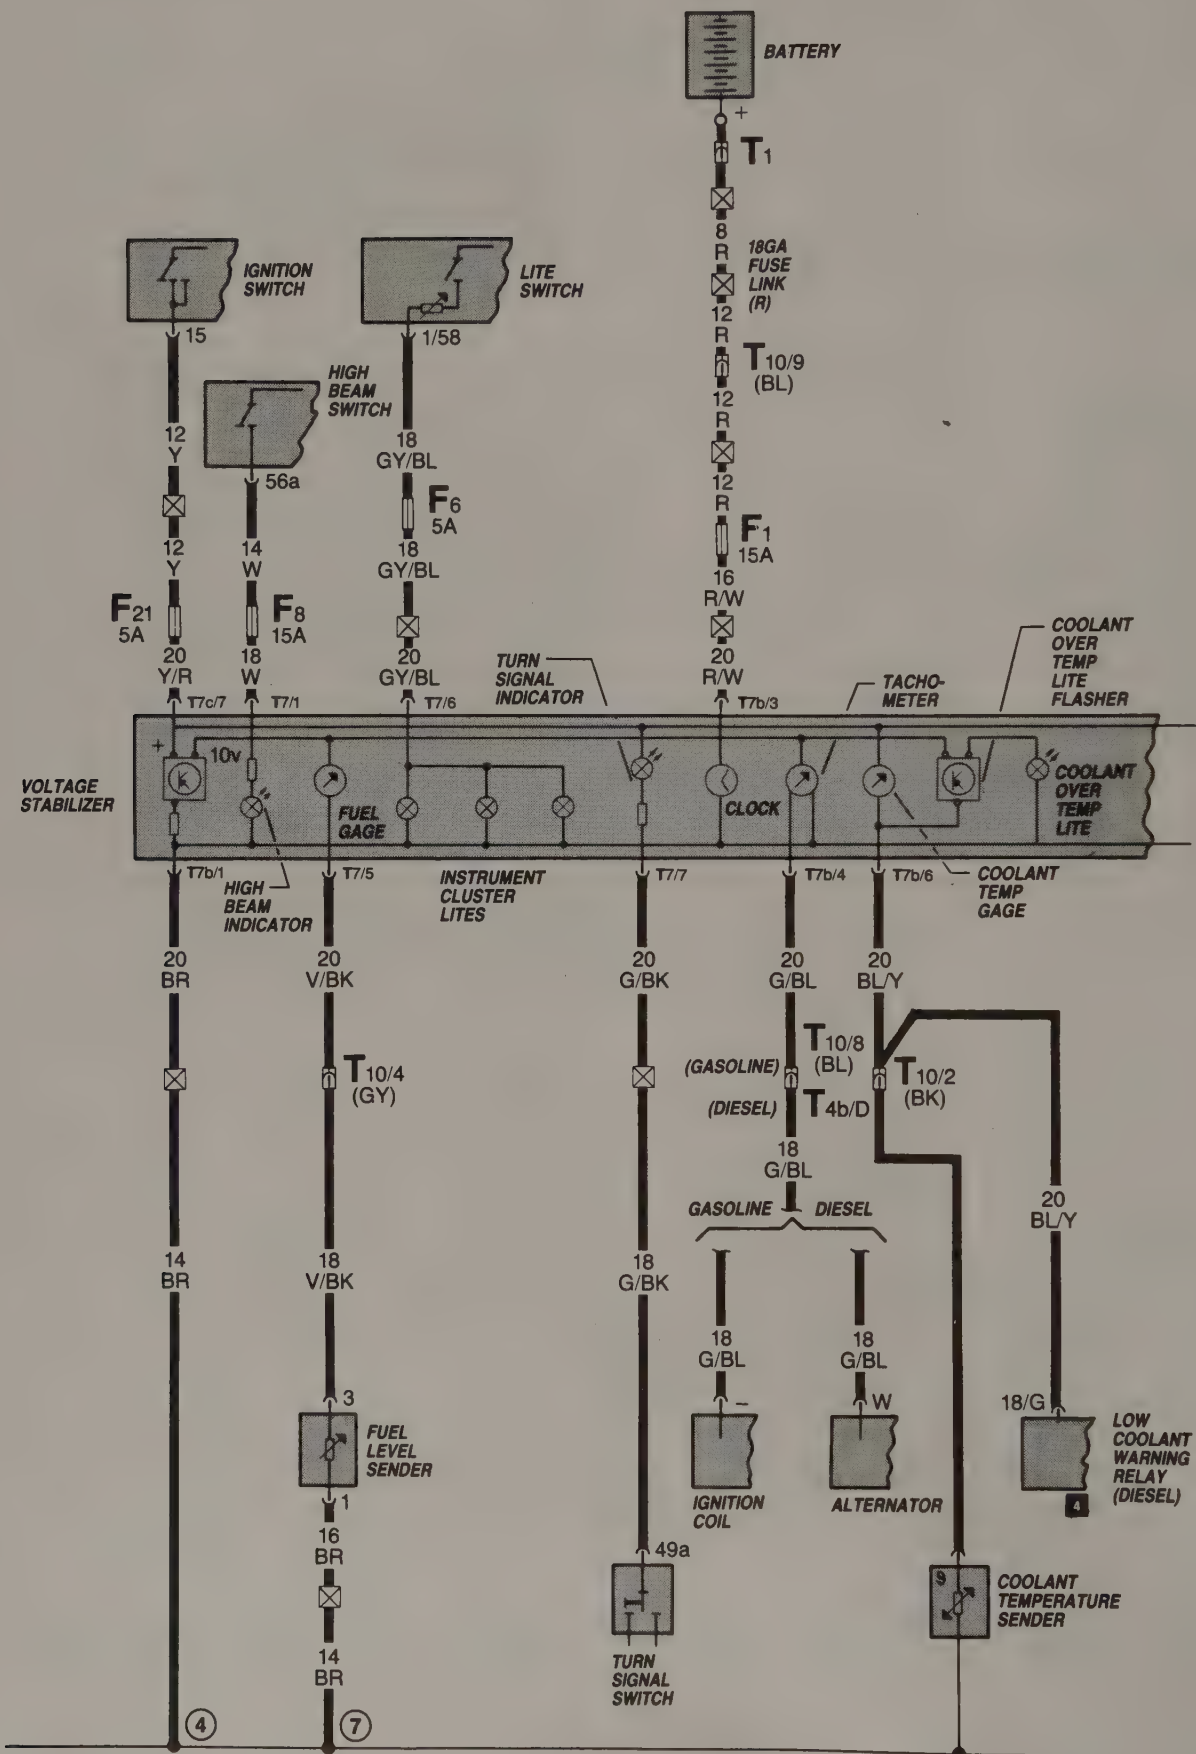 BATTERY
+
T1
8
R
18GA
FUSE
LINK
(R)
12
R
T10/9
(BL)
12
R
12
R
F1
15A
16
R/W
20
R/W
T7b/3
IGNITION
SWITCH
15
12
Y
12
Y
F21
5A
20
Y/R
T7c/7
HIGH
BEAM
SWITCH
56a
14
W
F8
15A
18
W
T7/1
LITE
SWITCH
1/58
18
GY/BL
F6
5A
18
GY/BL
20
GY/BL
T7/6
TURN
SIGNAL
INDICATOR
TACHO-
METER
COOLANT
OVER
TEMP
LITE
FLASHER
VOLTAGE
STABILIZER
+
10v
K
FUEL
GAGE
CLOCK
K
COOLANT
OVER
TEMP
LITE
T7b/1
HIGH
BEAM
INDICATOR
T7/5
INSTRUMENT
CLUSTER
LITES
T7/7
T7b/4
T7b/6
COOLANT
TEMP
GAGE
20
BR
20
V/BK
20
G/BK
20
G/BL
20
BL/Y
T10/4
(GY)
(GASOLINE)
T10/8
(BL)
(DIESEL)
T4b/D
T10/2
(BK)
18
G/BL
GASOLINE
DIESEL
20
BL/Y
14
BR
18
V/BK
18
G/BK
18
G/BL
18
G/BL
3
FUEL
LEVEL
SENDER
1
–
IGNITION
COIL
W
ALTERNATOR
18/G
LOW
COOLANT
WARNING
RELAY
(DIESEL)
4
16
BR
14
BR
49a
TURN
SIGNAL
SWITCH
9
COOLANT
TEMPERATURE
SENDER
4
7